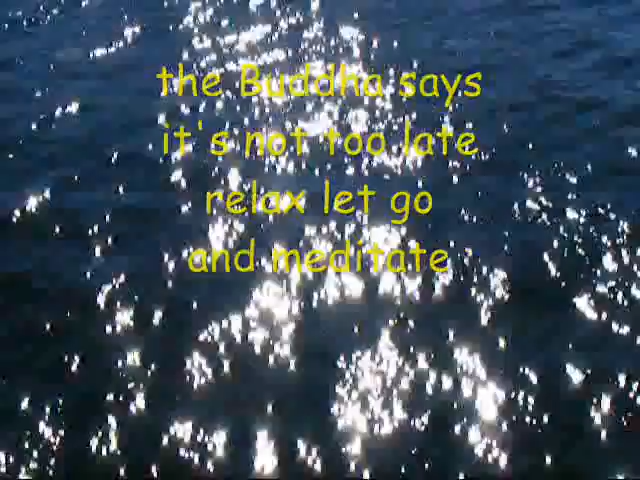 the Buddha says
it's not too late
relax let go
and meditate